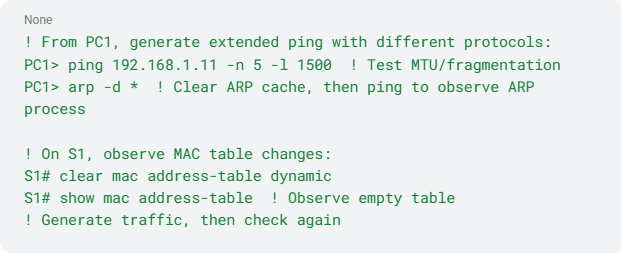 None
! From PC1, generate extended ping with different protocols:
PC1> ping 192.168.1.11 -n 5 -l 1500  ! Test MTU/fragmentation
PC1> arp -d *  ! Clear ARP cache, then ping to observe ARP
process
! On S1, observe MAC table changes:
S1# clear mac address-table dynamic
S1# show mac address-table  ! Observe empty table
! Generate traffic, then check again